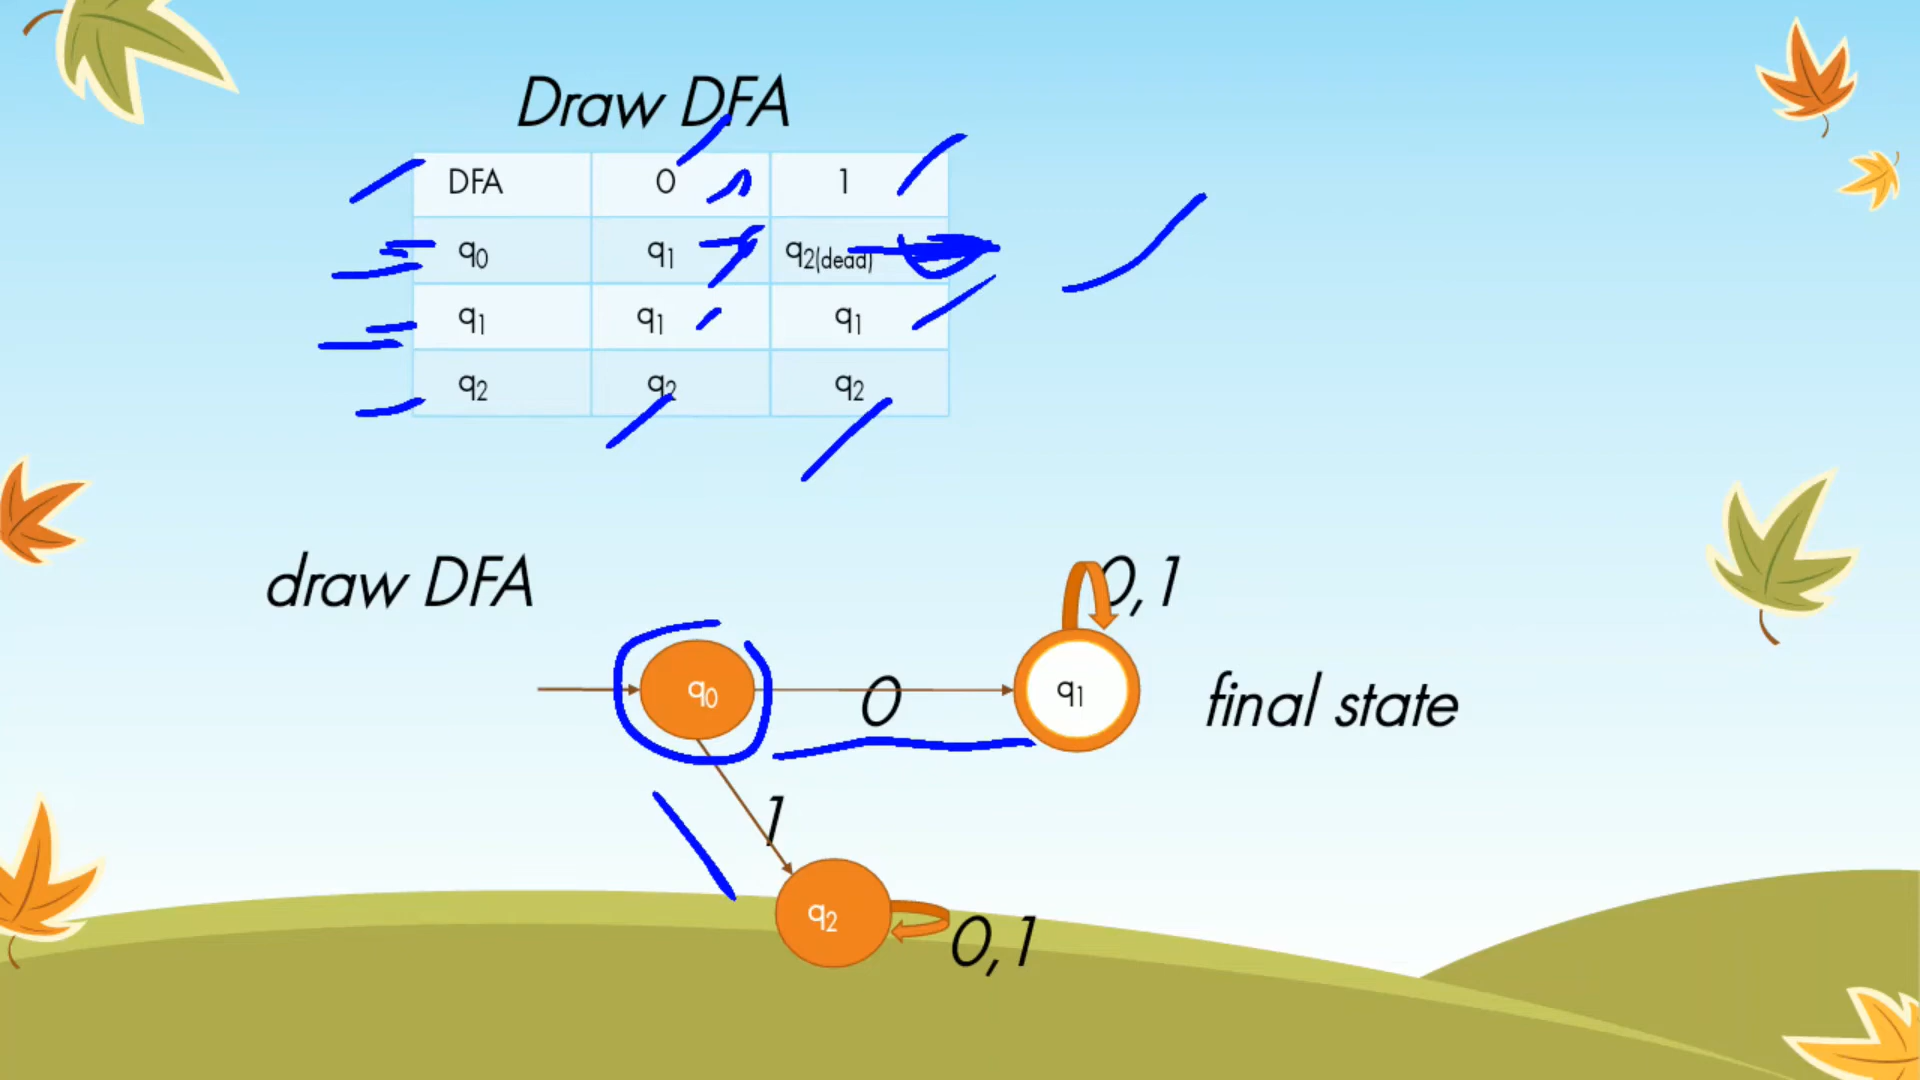 Draw DFA
DFA 0 1
q0 q1 q2(dead)
q1 q1 q1
q2 q2 q2
draw DFA
0,1
q0 0 q1 final state
1
q2 0,1